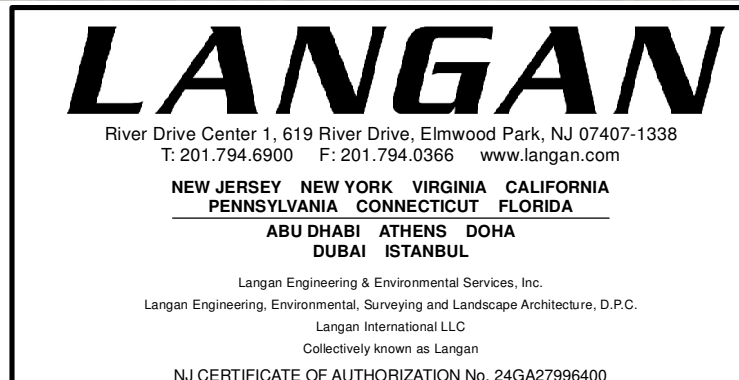 LANGAN
River Drive Center 1, 619 River Drive, Elmwood Park, NJ 07407-1338
T: 201.794.6900 F: 201.794.0366 www.langan.com
NEW JERSEY NEW YORK VIRGINIA CALIFORNIA
PENNSYLVANIA CONNECTICUT FLORIDA
ABU DHABI ATHENS DOHA
DUBAI ISTANBUL
Langan Engineering & Environmental Services, Inc.
Langan Engineering, Environmental, Surveying and Landscape Architecture, D.P.C.
Langan International LLC
Collectively known as Langan
NJ CERTIFICATE OF AUTHORIZATION No. 24GA27996400